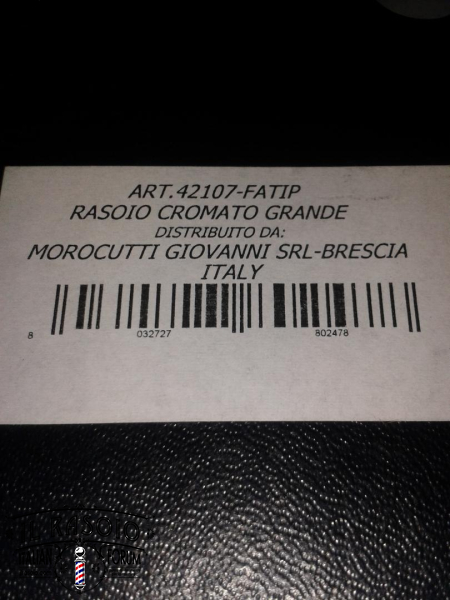 ART.42107-FATIP
RASOIO CROMATO GRANDE
DISTRIBUITO DA:
MOROCUTTI GIOVANNI SRL-BRESCIA
ITALY
8 032727 802478